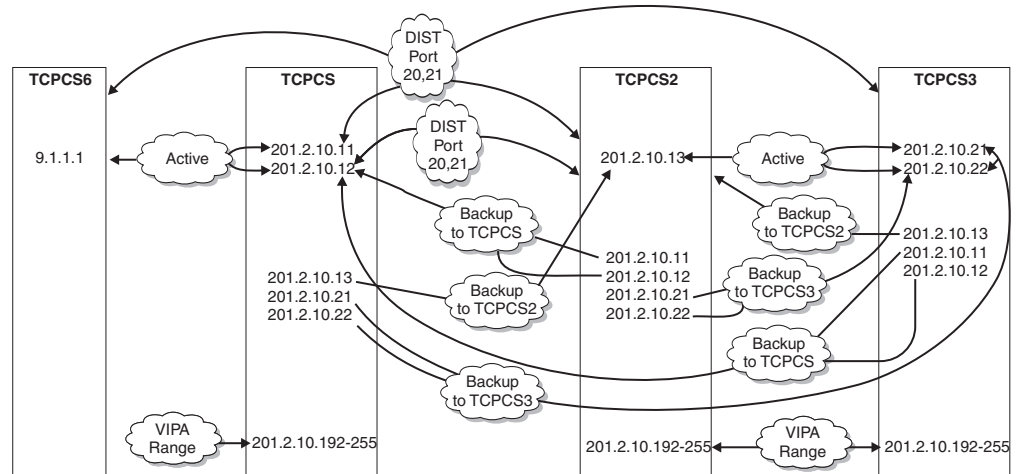 DIST
Port
20,21
TCPCS6
TCPCS
TCPCS2
TCPCS3
DIST
Port
20,21
9.1.1.1
Active
201.2.10.11
201.2.10.12
201.2.10.13
Active
201.2.10.21
201.2.10.22
Backup
to TCPCS
Backup
to TCPCS2
201.2.10.13
201.2.10.11
201.2.10.12
201.2.10.11
201.2.10.12
201.2.10.21
201.2.10.22
201.2.10.13
201.2.10.21
201.2.10.22
Backup
to TCPCS2
Backup
to TCPCS3
Backup
to TCPCS
Backup
to TCPCS3
VIPA
Range
201.2.10.192-255
201.2.10.192-255
VIPA
Range
201.2.10.192-255